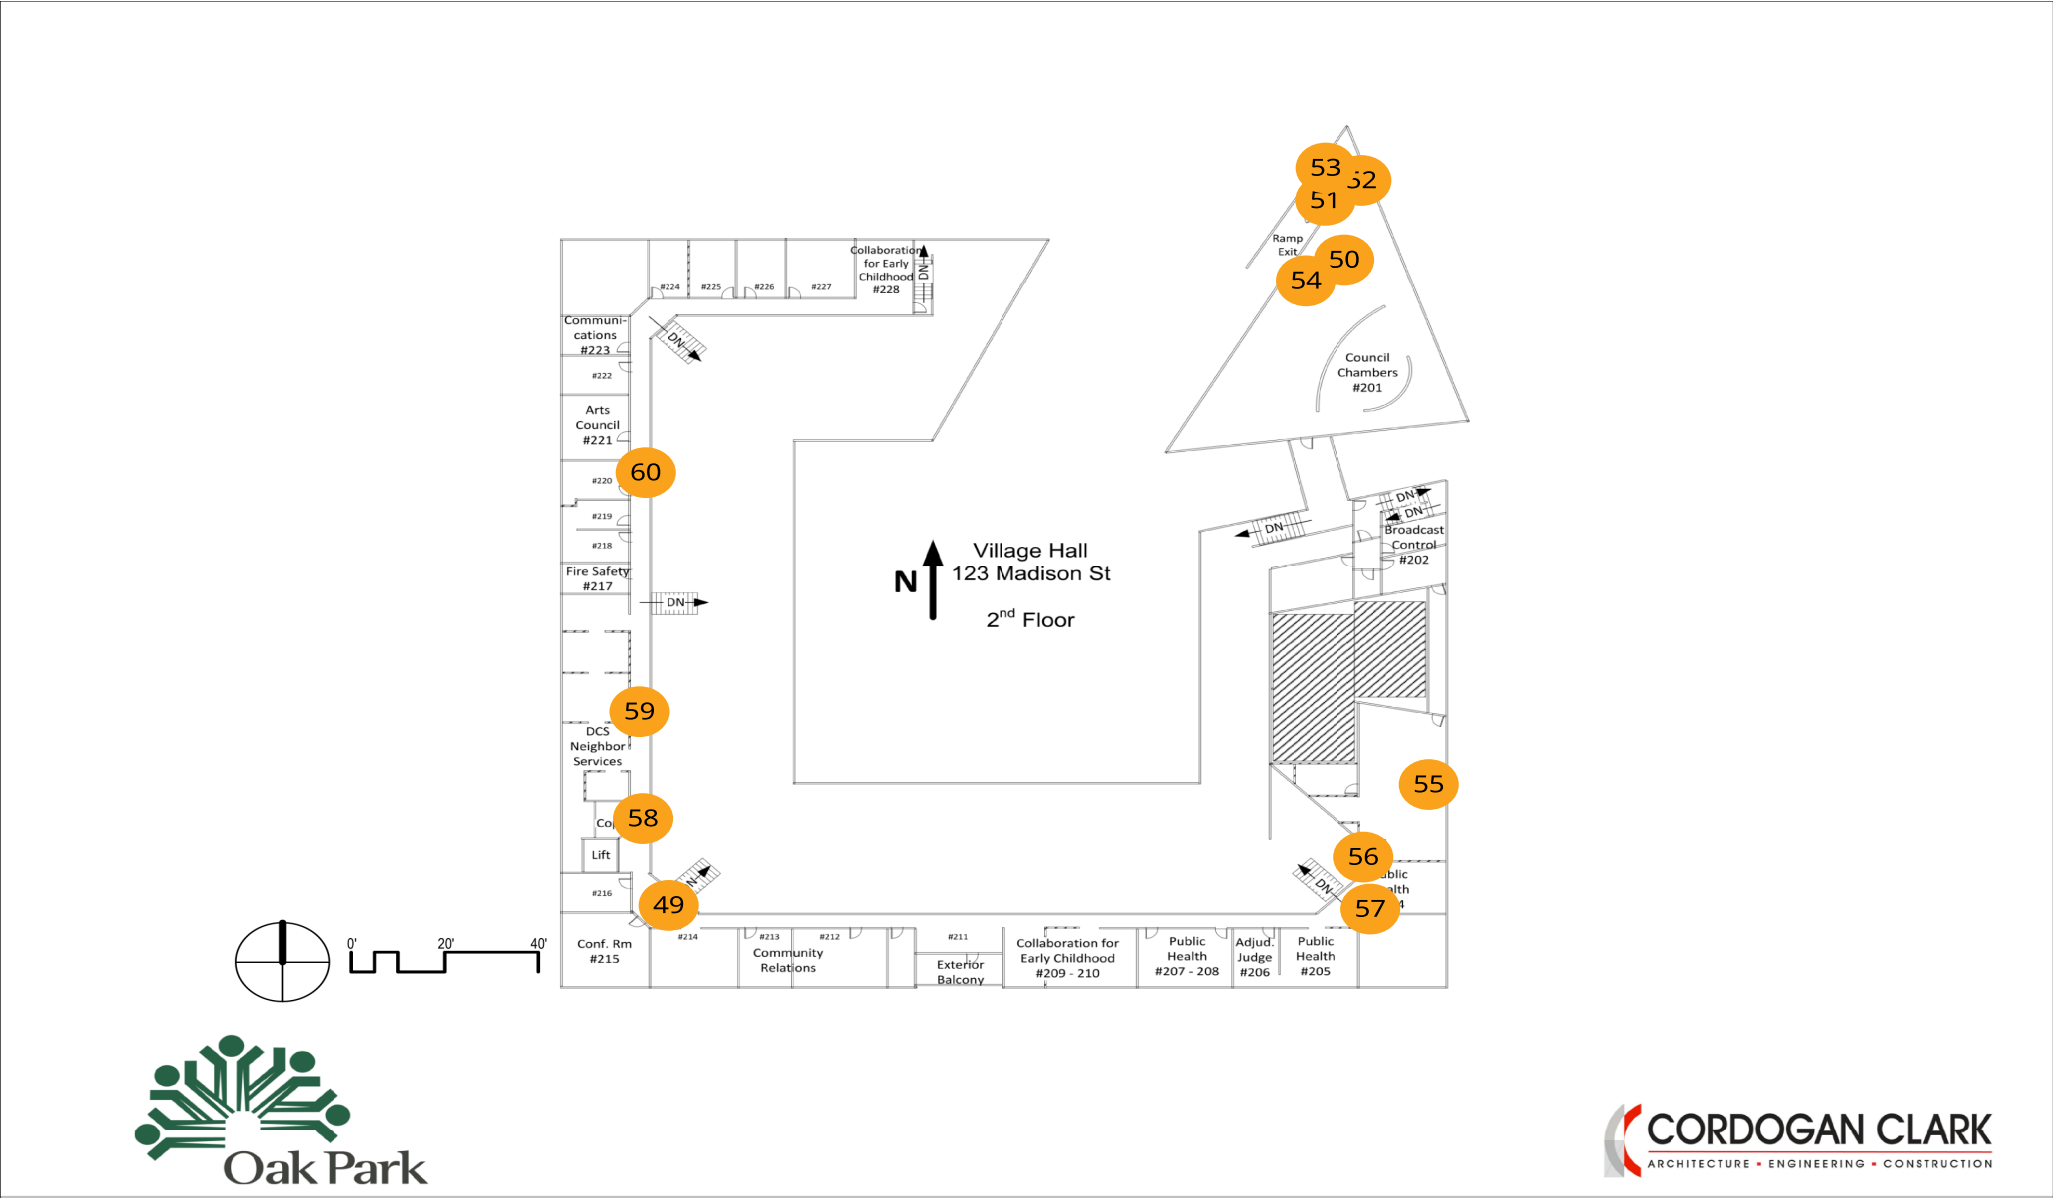 53
52
51
Ramp
Exit
50
54
Council
Chambers
#201
Collaboration
for Early
Childhood
#228
DN
#224
#225
#226
#227
Communi-
cations
#223
DN
#222
Arts
Council
#221
60
#220
#219
#218
Fire Safety
#217
DN
DN
DN
DN
Broadcast
Control
#202
N
Village Hall
123 Madison St
2nd Floor
59
DCS
Neighbor
Services
58
Lift
#216
49
55
56
57
DN
Conf. Rm
#215
#214
#213
#212
Community
Relations
#211
Exterior
Balcony
Collaboration for
Early Childhood
#209 - 210
Public
Health
#207 - 208
Adjud.
Judge
#206
Public
Health
#205
0'
20'
40'
Oak Park
CORDOGAN CLARK
ARCHITECTURE ▪ ENGINEERING ▪ CONSTRUCTION